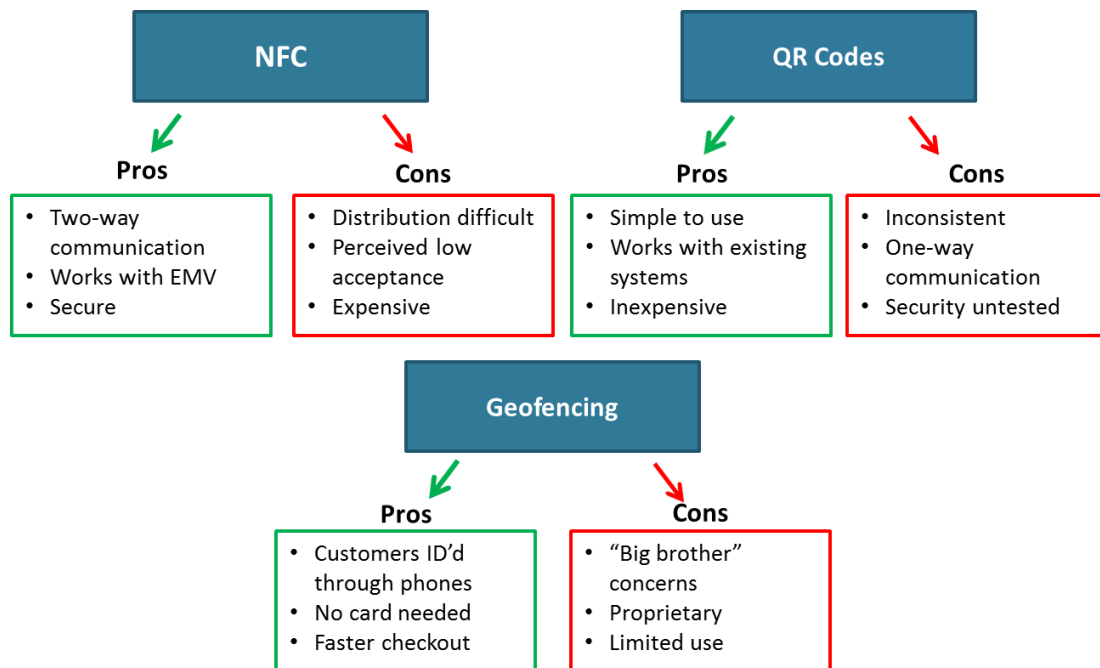 NFC
Pros
• Two-way
communication
• Works with EMV
• Secure
Cons
• Distribution difficult
• Perceived low
acceptance
• Expensive
QR Codes
Pros
• Simple to use
• Works with existing
systems
• Inexpensive
Cons
• Inconsistent
• One-way
communication
• Security untested
Geofencing
Pros
• Customers ID’d
through phones
• No card needed
• Faster checkout
Cons
• “Big brother”
concerns
• Proprietary
• Limited use